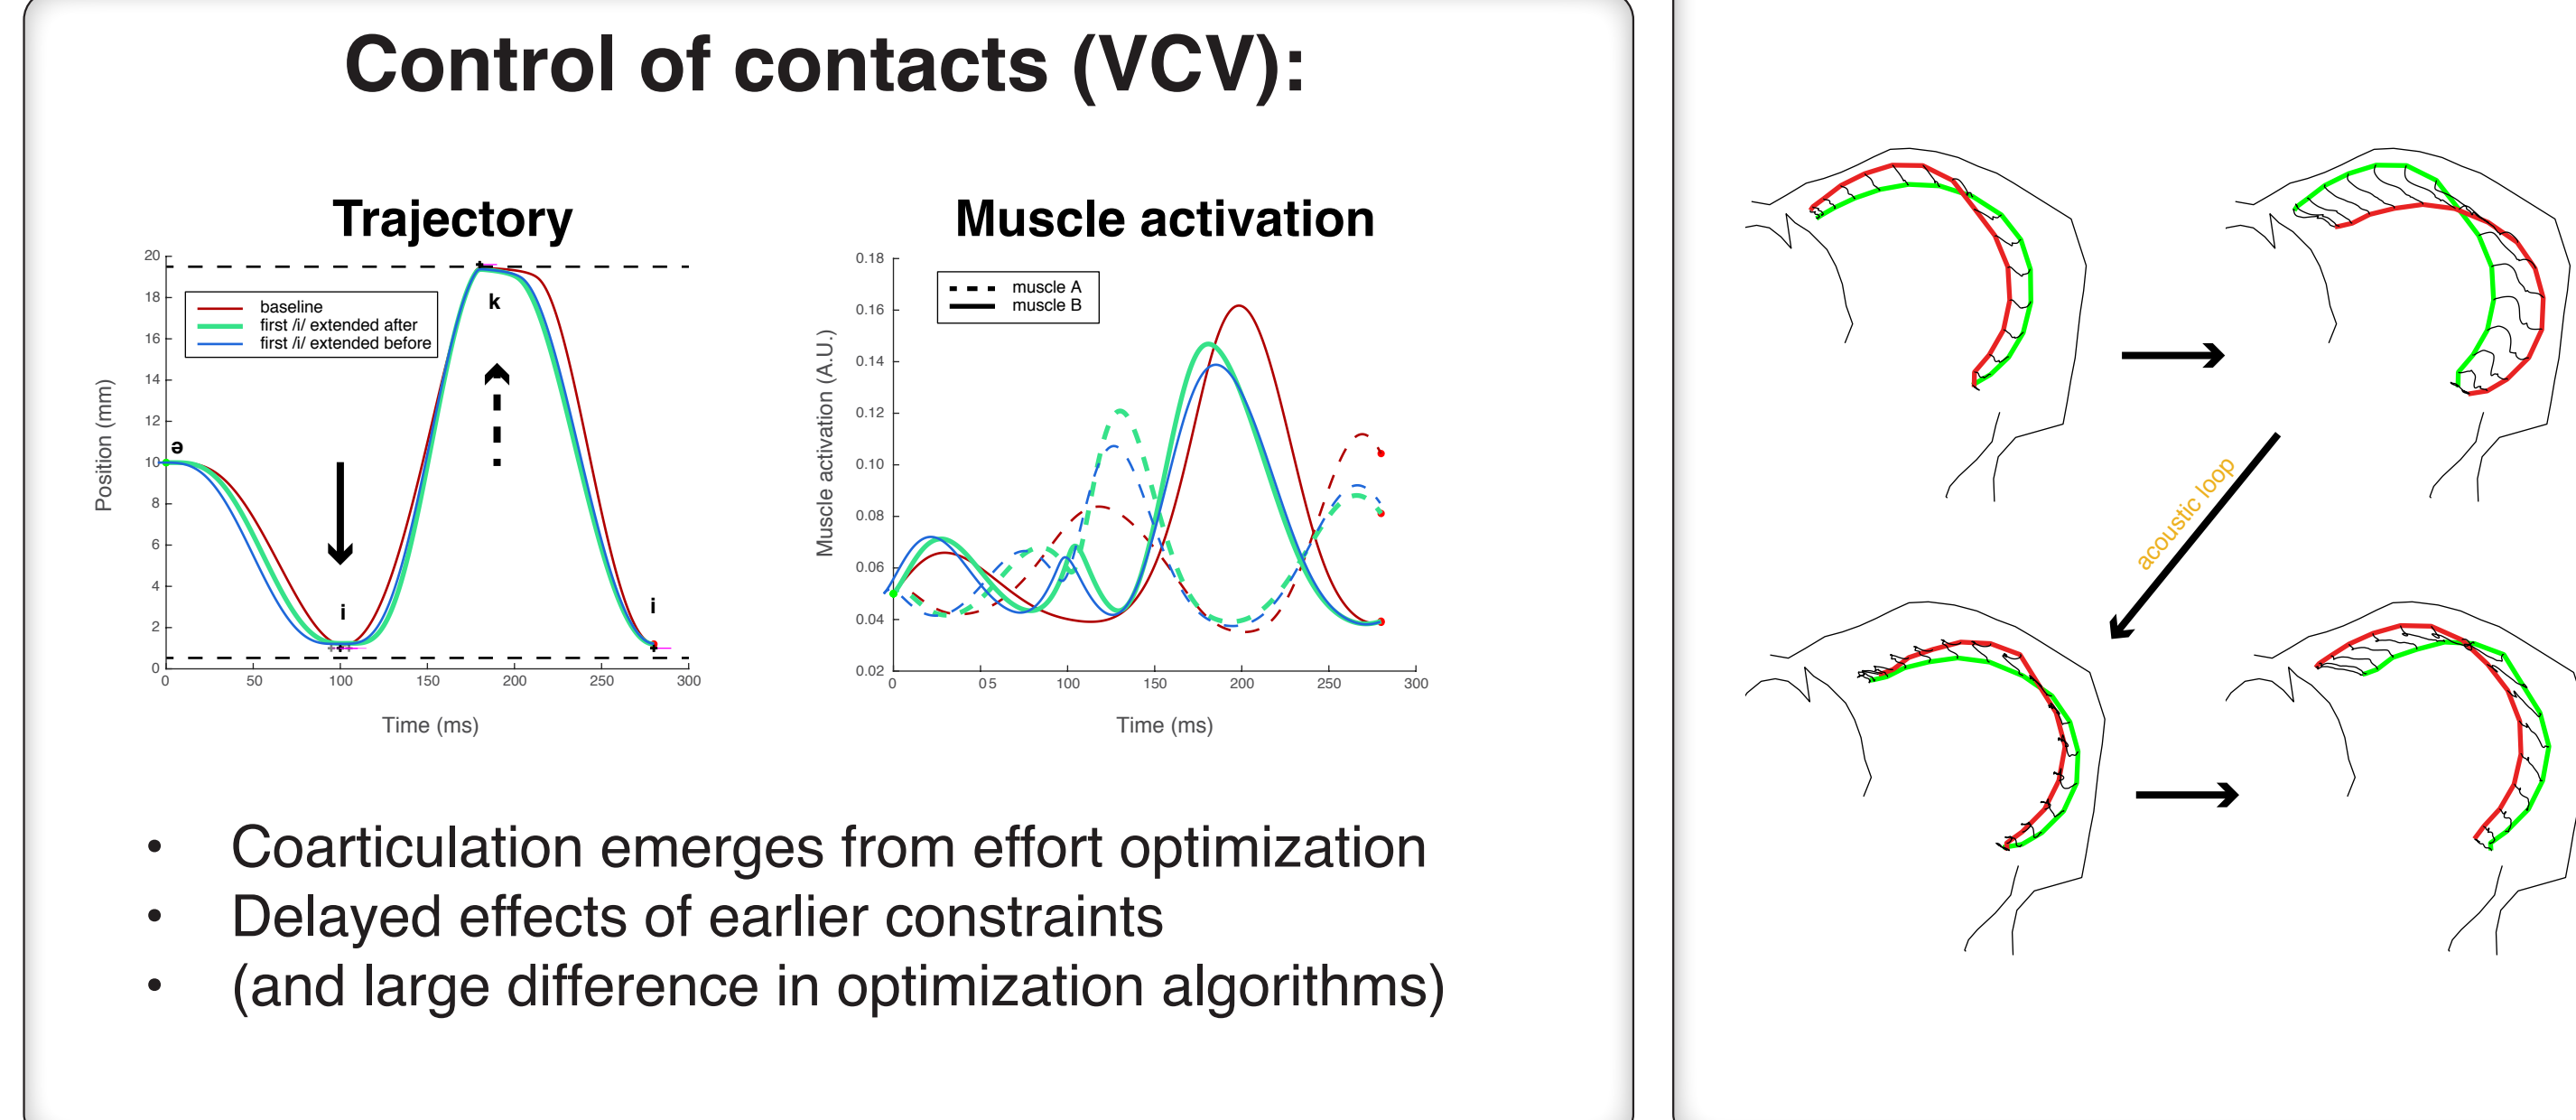 Control of contacts (VCV):
Trajectory
20
18
16
14
12
10
8
6
4
2
0
Position (mm)
baseline
first /i/ extended after
first /i/ extended before
ə
i
k
i
0
50
100
150
200
250
300
Time (ms)
Muscle activation
0.18
0.16
0.14
0.12
0.10
0.08
0.06
0.04
0.02
Muscle activation (A.U.)
muscle A
muscle B
0
05
100
150
200
250
300
Time (ms)
• Coarticulation emerges from effort optimization
• Delayed effects of earlier constraints
• (and large difference in optimization algorithms)
acoustic loop